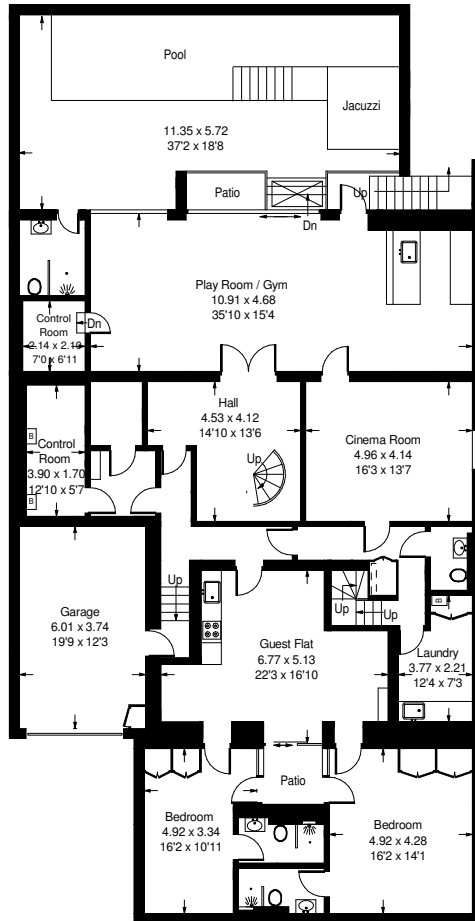 Pool
Jacuzzi
11.35 x 5.72
37'2 x 18'8
Patio
Up
Dn
Play Room / Gym
10.91 x 4.68
35'10 x 15'4
Control
Room
2.14 x 2.10
7'0 x 6'11
Dn
Hall
4.53 x 4.12
14'10 x 13'6
Up
Cinema Room
4.96 x 4.14
16'3 x 13'7
B
Control
Room
3.90 x 1.70
12'10 x 5'7
B
Up
Garage
6.01 x 3.74
19'9 x 12'3
Up
Up
Guest Flat
6.77 x 5.13
22'3 x 16'10
B
Laundry
3.77 x 2.21
12'4 x 7'3
Patio
Bedroom
4.92 x 3.34
16'2 x 10'11
Bedroom
4.92 x 4.28
16'2 x 14'1